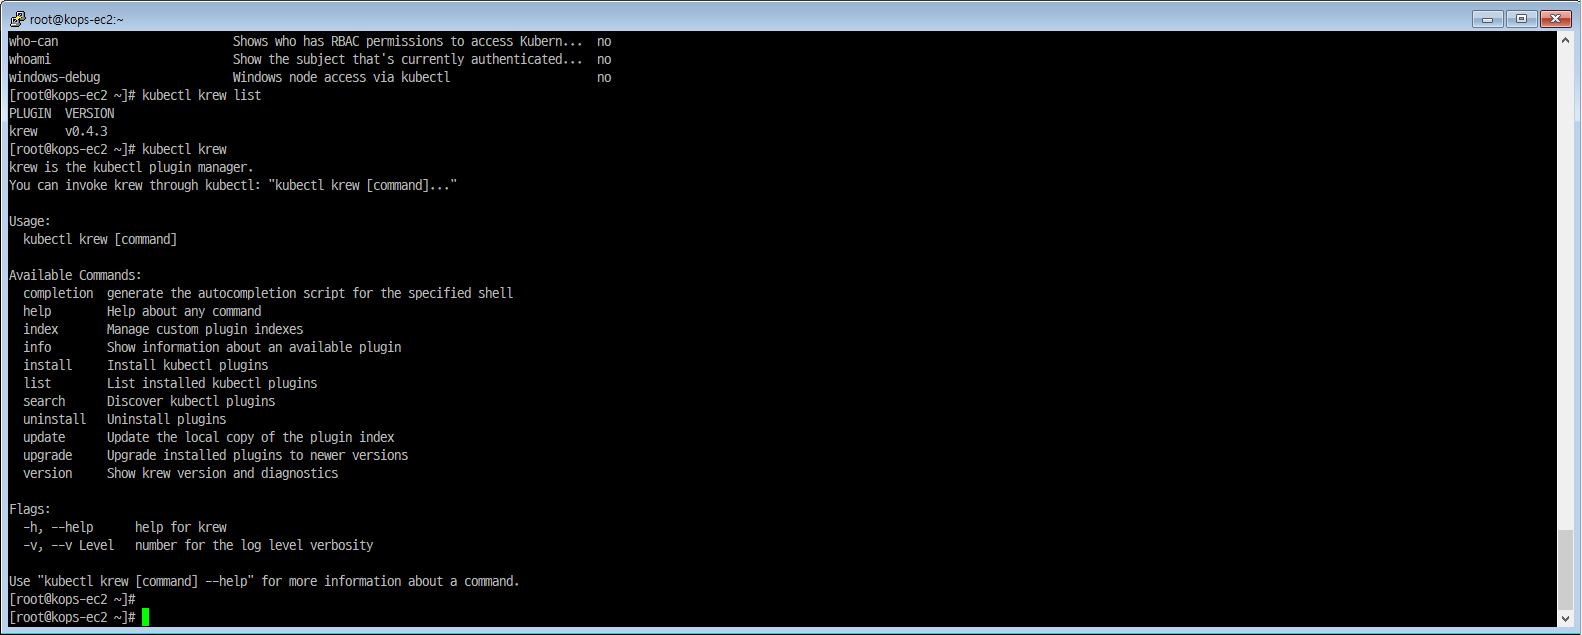 root@kops-ec2:~
who-can                         Shows who has RBAC permissions to access Kubern...  no
whoami                          Show the subject that's currently authenticated...  no
windows-debug                   Windows node access via kubectl                     no
[root@kops-ec2 ~]# kubectl krew list
PLUGIN  VERSION
krew    v0.4.3
[root@kops-ec2 ~]# kubectl krew
krew is the kubectl plugin manager.
You can invoke krew through kubectl: "kubectl krew [command]..."

Usage:
  kubectl krew [command]

Available Commands:
  completion  generate the autocompletion script for the specified shell
  help        Help about any command
  index       Manage custom plugin indexes
  info        Show information about an available plugin
  install     Install kubectl plugins
  list        List installed kubectl plugins
  search      Discover kubectl plugins
  uninstall   Uninstall plugins
  update      Update the local copy of the plugin index
  upgrade     Upgrade installed plugins to newer versions
  version     Show krew version and diagnostics

Flags:
  -h, --help      help for krew
  -v, --v Level   number for the log level verbosity

Use "kubectl krew [command] --help" for more information about a command.
[root@kops-ec2 ~]#
[root@kops-ec2 ~]#